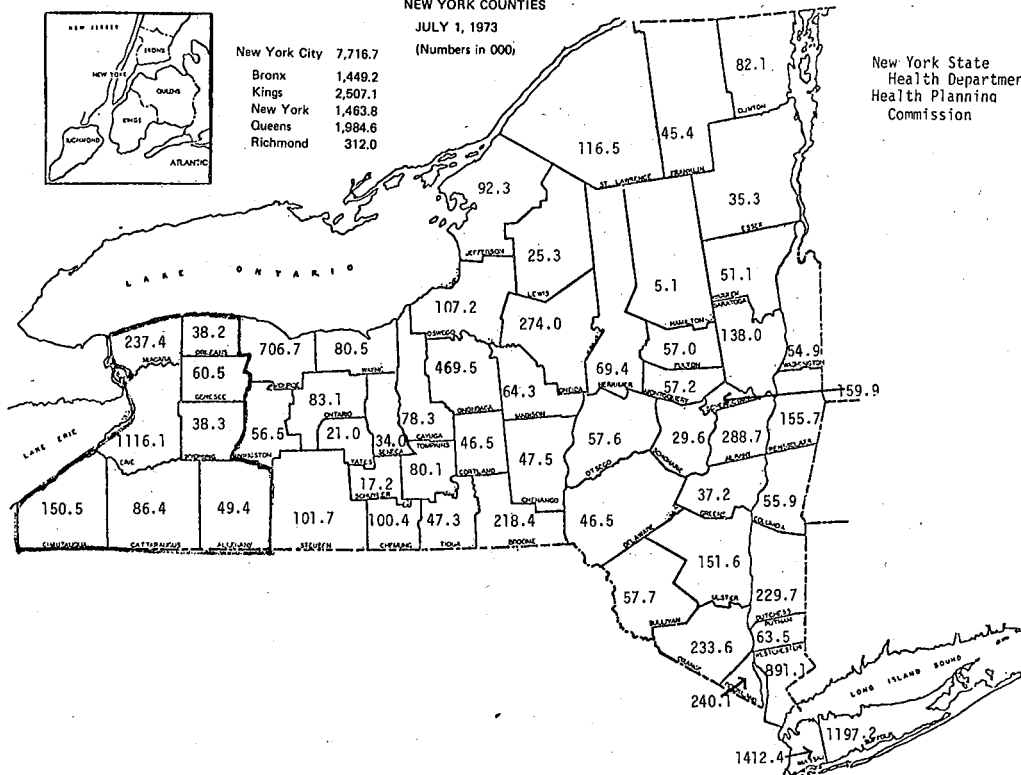 NEW YORK COUNTIES
JULY 1, 1973
(Numbers in 000)
New York City 7,716.7
Bronx 1,449.2
Kings 2,507.1
New York 1,463.8
Queens 1,984.6
Richmond 312.0
New York State
Health Departmen
Health Planning
Commission
NEW JERSEY
BRONX
NEW YORK
QUEENS
KINGS
RICHMOND
ATLANTIC
82.1
CLINTON
45.4
FRANKLIN
116.5
ST. LAWRENCE
92.3
JEFFERSON
35.3
ESSEX
25.3
LEWIS
51.1
WARREN
SARATOGA
5.1
HAMILTON
LAKE ONTARIO
107.2
OSWEGO
274.0
ONEIDA
138.0
54.9
WASHINGTON
237.4
NIAGARA
38.2
ORLEANS
706.7
MONROE
80.5
WAYNE
469.5
ONONDAGA
69.4
HERKIMER
57.0
FULTON
57.2
MONTGOMERY
159.9
60.5
GENESEE
83.1
ONTARIO
64.3
MADISON
LAKE ERIE
1116.1
ERIE
38.3
WYOMING
56.5
LIVINGSTON
21.0
YATES
34.0
SENECA
78.3
CAYUGA
TOMPKINS
46.5
CORTLAND
47.5
CHENANGO
57.6
OTSEGO
29.6
SCHOHARIE
288.7
ALBANY
155.7
RENSSELAER
17.2
SCHUYLER
80.1
37.2
GREENE
55.9
COLUMBIA
150.5
CHAUTAUQUA
86.4
CATTARAUGUS
49.4
ALLEGANY
101.7
STEUBEN
100.4
CHEMUNG
47.3
TIOGA
218.4
BROOME
46.5
DELAWARE
151.6
ULSTER
57.7
SULLIVAN
229.7
DUTCHESS
PUTNAM
63.5
WESTCHESTER
233.6
891.1
240.1
LONG ISLAND SOUND
1197.2
SUFFOLK
1412.4
NASSAU